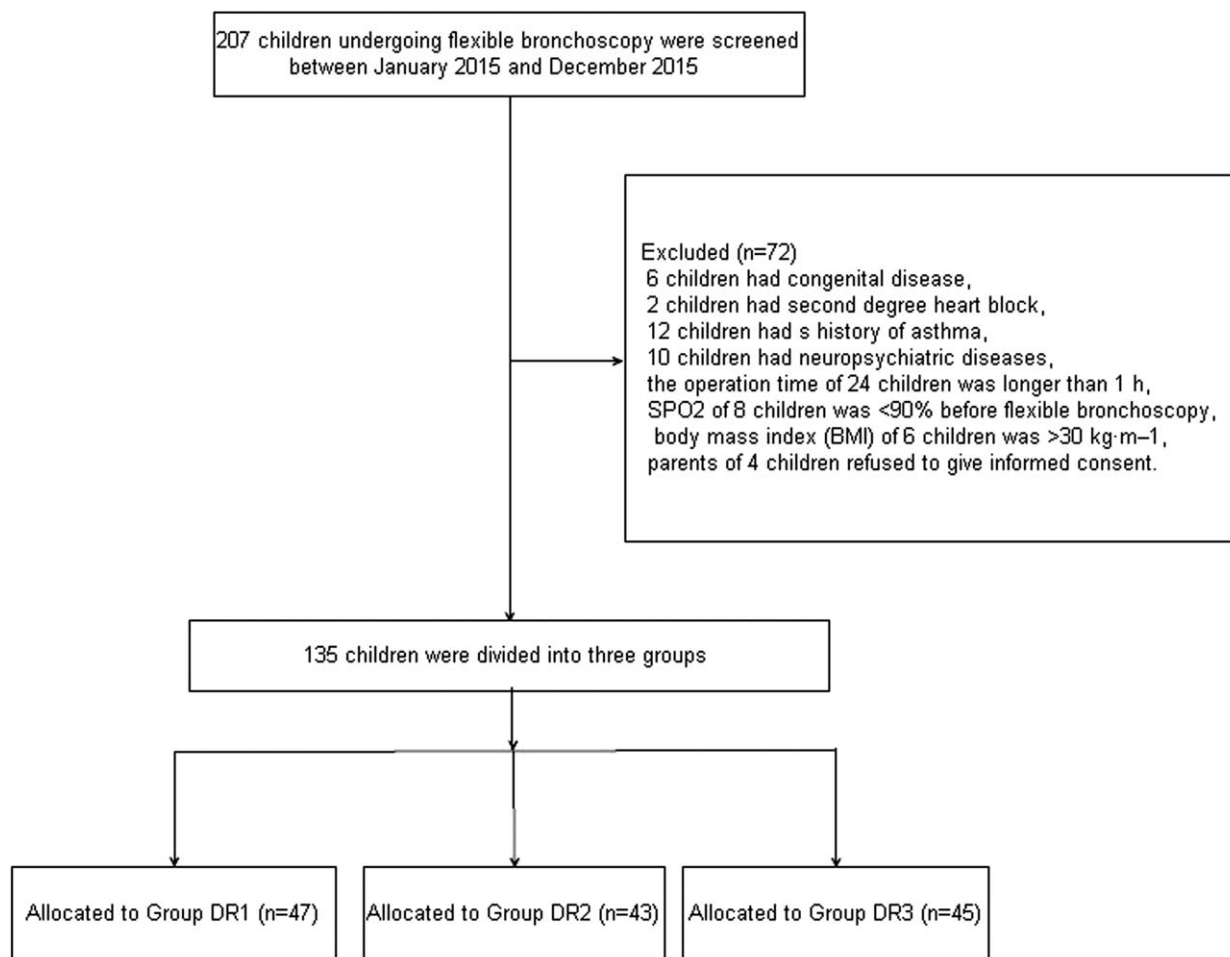 207 children undergoing flexible bronchoscopy were screened
between January 2015 and December 2015
Excluded (n=72)
6 children had congenital disease,
2 children had second degree heart block,
12 children had s history of asthma,
10 children had neuropsychiatric diseases,
the operation time of 24 children was longer than 1 h,
SPO2 of 8 children was <90% before flexible bronchoscopy,
body mass index (BMI) of 6 children was >30 kg·m–1,
parents of 4 children refused to give informed consent.
135 children were divided into three groups
Allocated to Group DR1 (n=47)
Allocated to Group DR2 (n=43)
Allocated to Group DR3 (n=45)